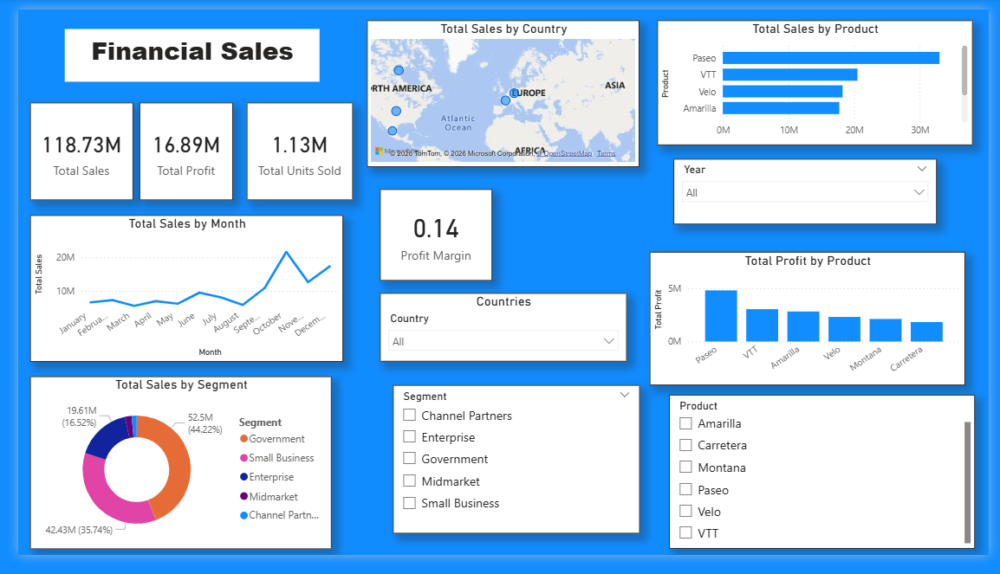 Financial Sales
118.73M
Total Sales
16.89M
Total Profit
1.13M
Total Units Sold
Total Sales by Country
RTH AMERICA
EUROPE
ASIA
Atlantic
Ocean
AFRICA
© 2026 TomTom, © 2026 Microsoft Corporation, © OpenStreetMap Terms
Total Sales by Product
Product
Paseo
VTT
Velo
Amarilla
0M 10M 20M 30M
Year
All
Total Sales by Month
Total Sales
20M
10M
January Februa... March April May June July August Septe... October Nove... Decem...
Month
0.14
Profit Margin
Countries
Country
All
Total Profit by Product
Total Profit
5M
0M
Paseo VTT Amarilla Velo Montana Carretera
Total Sales by Segment
19.61M
(16.52%)
52.5M
(44.22%)
42.43M (35.74%)
Segment
Government
Small Business
Enterprise
Midmarket
Channel Partn...
Segment
Channel Partners
Enterprise
Government
Midmarket
Small Business
Product
Amarilla
Carretera
Montana
Paseo
Velo
VTT